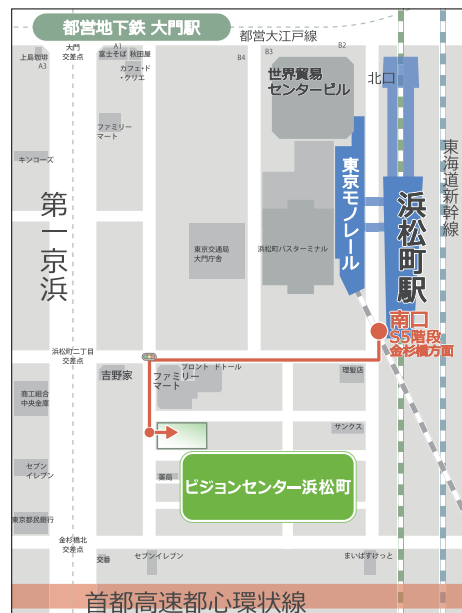 都営地下鉄 大門駅
都営大江戸線
大門
交差点
上島珈琲
A3
A1
富士そば 秋田屋
カフェ・ド
・クリエ
B4
B3
B2
世界貿易
センタービル
北口
ファミリー
マート
キンコーズ
第一京浜
東京モノレール
浜松町駅
東海道新幹線
東京交通局
大門庁舎
浜松町バスターミナル
南口
S5階段
金杉橋方面
浜松町二丁目
交差点
吉野家
プロント ドトール
ファミリー
マート
理髪店
商工組合
中央金庫
サンクス
セブン
イレブン
薬局
ビジョンセンター浜松町
東京都民銀行
金杉橋北
交差点
交番
セブンイレブン
まいばすけっと
首都高速都心環状線